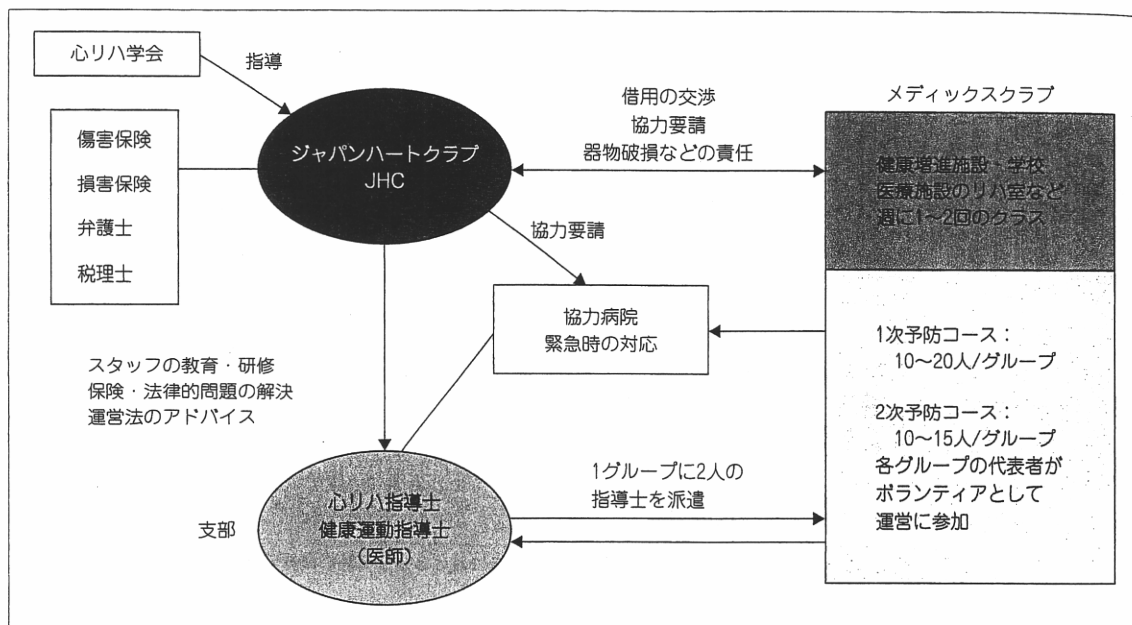 心リハ学会
指導
傷害保険
損害保険
弁護士
税理士
ジャパンハートクラブ
JHC
借用の交渉
協力要請
器物破損などの責任
メディックスクラブ
健康増進施設・学校
医療施設のリハ室など
週に1〜2回のクラス
協力要請
協力病院
緊急時の対応
1次予防コース:
10〜20人/グループ
2次予防コース:
10〜15人/グループ
各グループの代表者が
ボランティアとして
運営に参加
スタッフの教育・研修
保険・法律的問題の解決
運営法のアドバイス
支部
心リハ指導士
健康運動指導士
(医師)
1グループに2人の
指導士を派遣